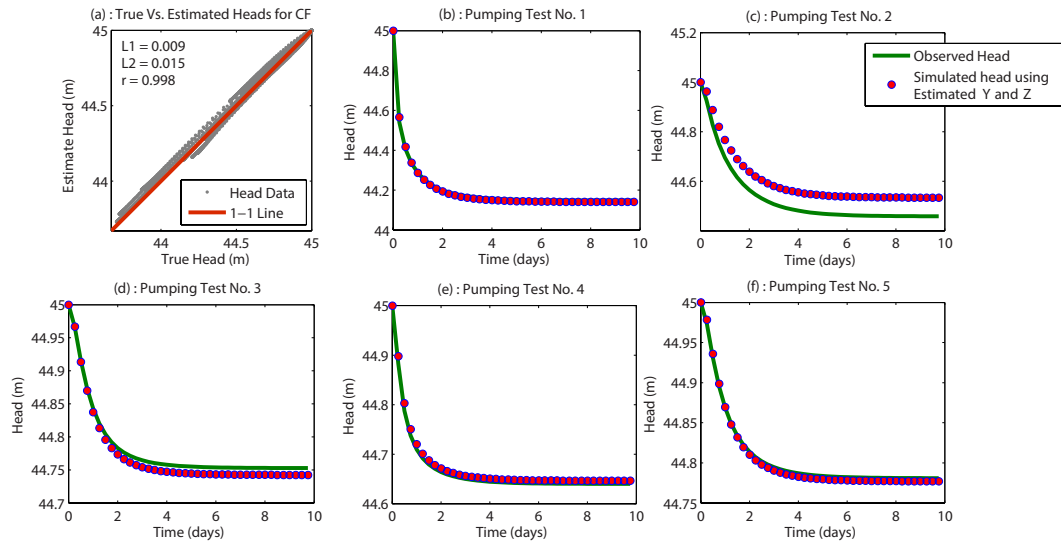 (a) : True Vs. Estimated Heads for CF
45
44.5
44
L1 = 0.009
L2 = 0.015
r = 0.998
Head Data
1−1 Line
44
44.5
45
True Head (m)
Estimate Head (m)
(b) : Pumping Test No. 1
45
44.8
44.6
44.4
44.2
44
0
2
4
6
8
10
Time (days)
Head (m)
(c) : Pumping Test No. 2
45.2
45
44.8
44.6
0
2
4
6
8
10
Time (days)
Head (m)
Observed Head
Simulated head using
Estimated Y and Z
(d) : Pumping Test No. 3
45
44.95
44.9
44.85
44.8
44.75
44.7
0
2
4
6
8
10
Time (days)
Head (m)
(e) : Pumping Test No. 4
45
44.9
44.8
44.7
44.6
0
2
4
6
8
10
Time (days)
Head (m)
(f) : Pumping Test No. 5
45
44.95
44.9
44.85
44.8
44.75
0
2
4
6
8
10
Time (days)
Head (m)